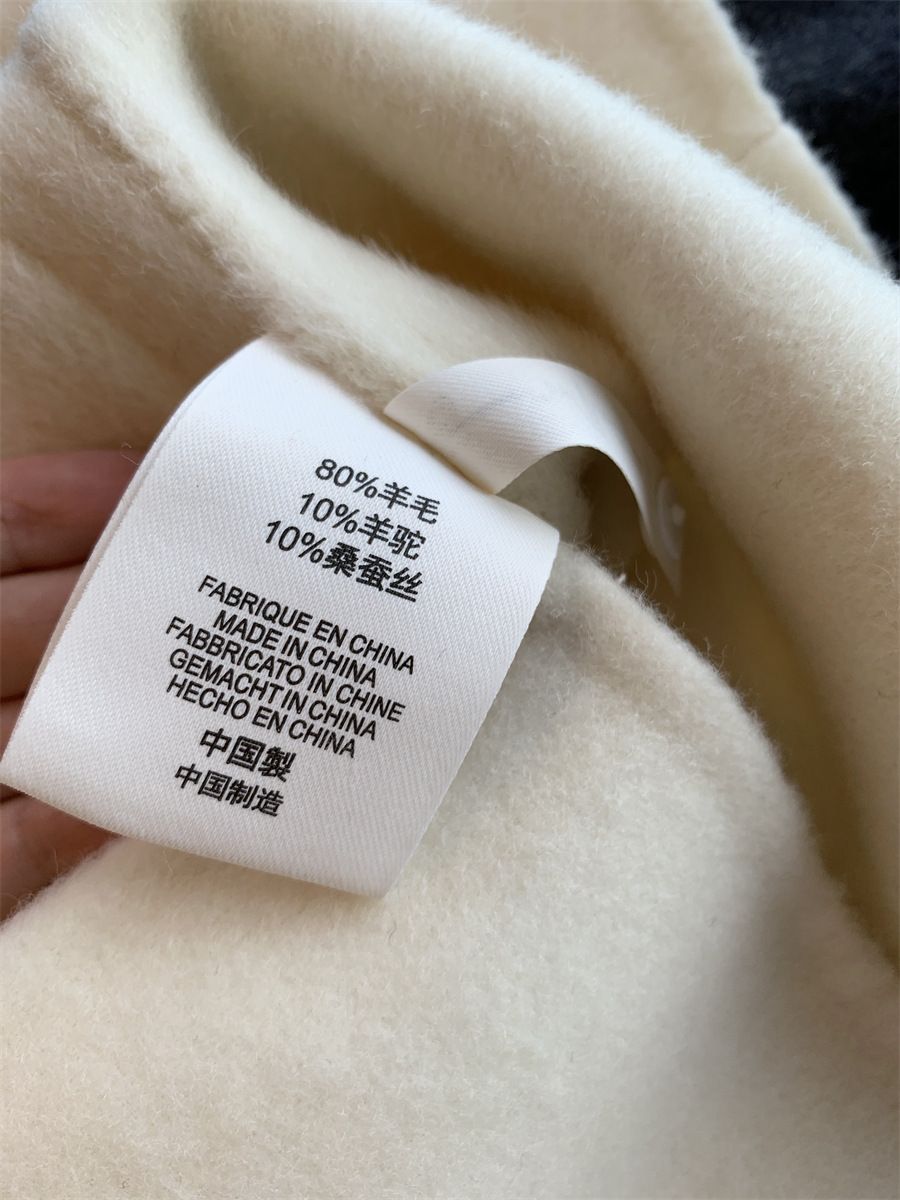 80%羊毛
10%羊驼
10%桑蚕丝
FABRIQUE EN CHINA
MADE IN CHINA
FABBRICATO IN CHINE
GEMACHT IN CHINA
HECHO EN CHINA
中国製
中国制造